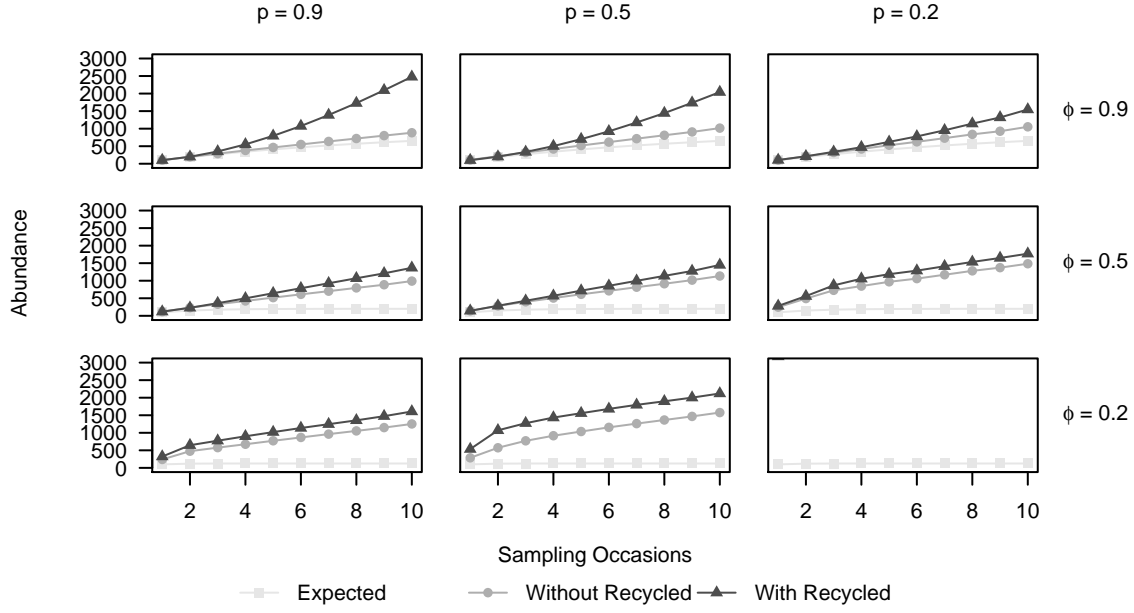 p = 0.9 p = 0.5 p = 0.2
3000
2500
2000
1500
1000
500
0
ϕ = 0.9
3000
2500
2000
1500
1000
500
0
ϕ = 0.5
Abundance
3000
2500
2000
1500
1000
500
0
ϕ = 0.2
2 4 6 8 10 2 4 6 8 10 2 4 6 8 10
Sampling Occasions
Expected Without Recycled With Recycled